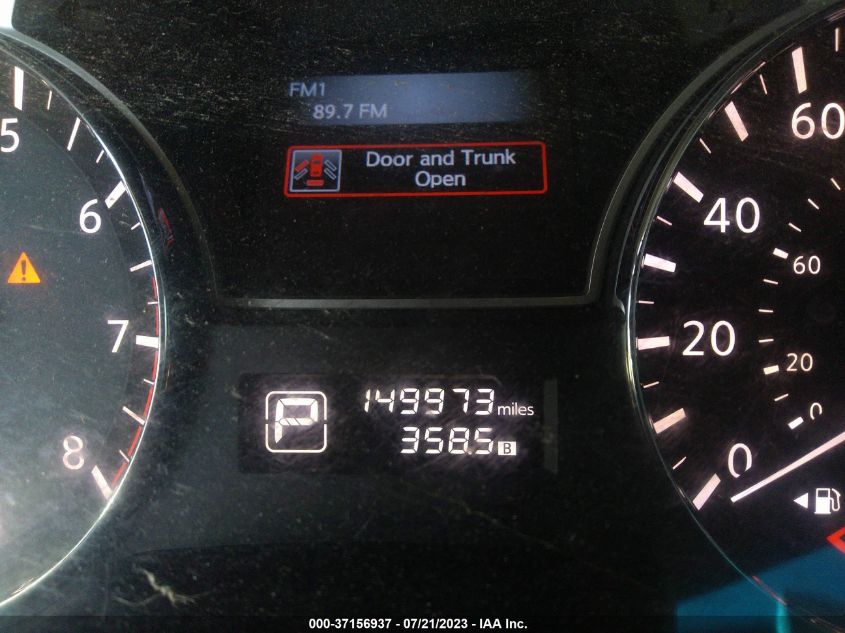 FM1
89.7 FM
Door and Trunk
Open
5
6
7
8
60
40
20
0
60
20
0
P
149973 miles
358.5 B
000-37156937 - 07/21/2023 - IAA Inc.